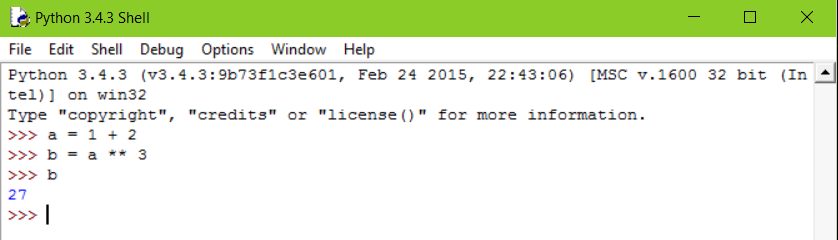 Python 3.4.3 Shell
File Edit Shell Debug Options Window Help
Python 3.4.3 (v3.4.3:9b73f1c3e601, Feb 24 2015, 22:43:06) [MSC v.1600 32 bit (In
tel)] on win32
Type "copyright", "credits" or "license()" for more information.
>>> a = 1 + 2
>>> b = a ** 3
>>> b
27
>>>